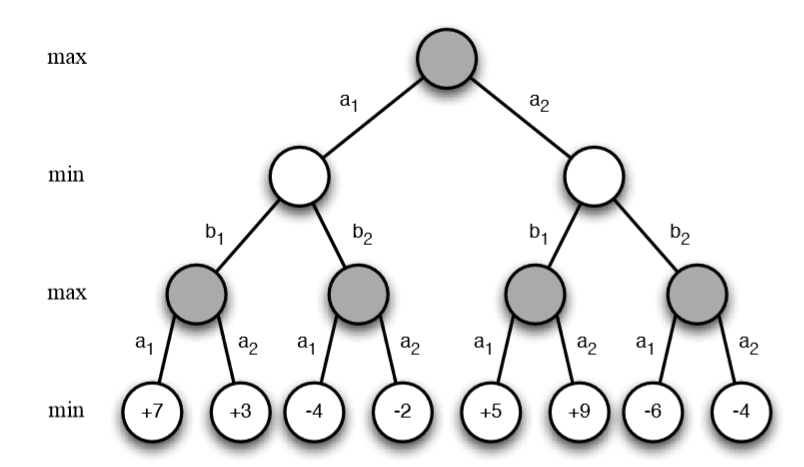 max
a1 a2
min
b1 b2 b1 b2
max
a1 a2 a1 a2 a1 a2 a1 a2
min +7 +3 -4 -2 +5 +9 -6 -4